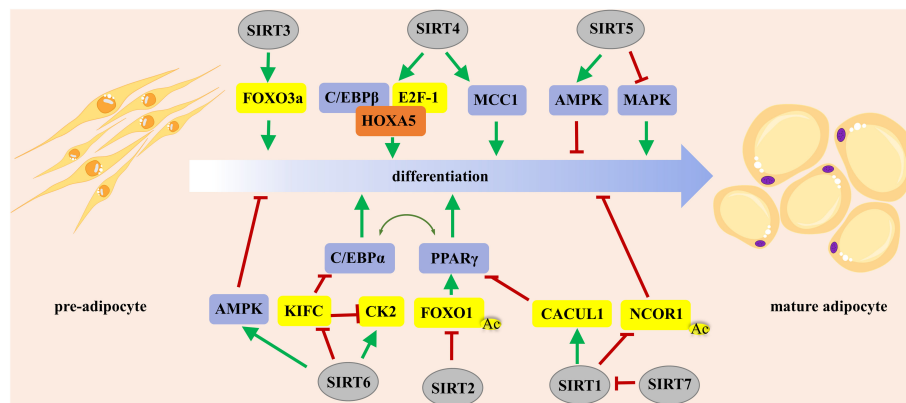 SIRT3
SIRT4
SIRT5
FOXO3a
C/EBPβ
E2F-1
HOXA5
MCC1
AMPK
MAPK
differentiation
C/EBPα
PPARγ
pre-adipocyte
mature adipocyte
AMPK
KIFC
CK2
FOXO1
Ac
CACUL1
NCOR1
Ac
SIRT6
SIRT2
SIRT1
SIRT7